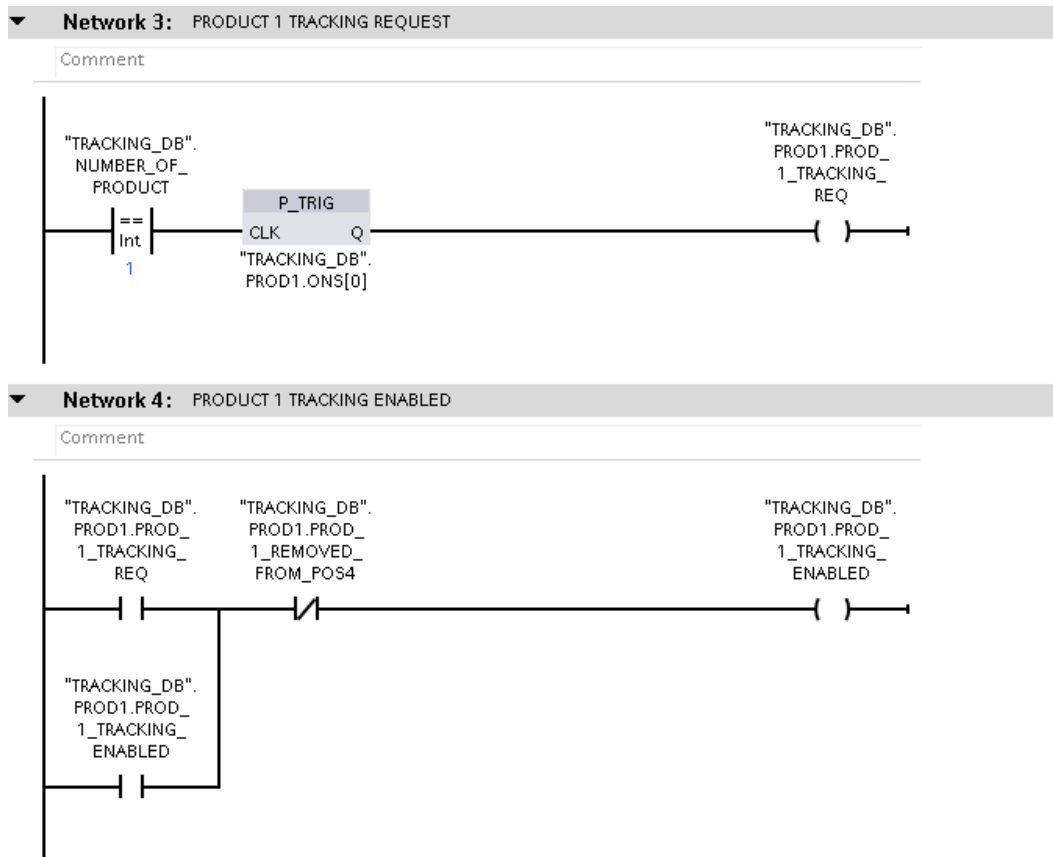 Network 3: PRODUCT 1 TRACKING REQUEST
Comment
"TRACKING_DB".
NUMBER_OF_
PRODUCT
==
Int
1
P_TRIG
CLK Q
"TRACKING_DB".
PROD1.ONS[0]
"TRACKING_DB".
PROD1.PROD_
1_TRACKING_
REQ
Network 4: PRODUCT 1 TRACKING ENABLED
Comment
"TRACKING_DB".
PROD1.PROD_
1_TRACKING_
REQ
"TRACKING_DB".
PROD1.PROD_
1_REMOVED_
FROM_POS4
"TRACKING_DB".
PROD1.PROD_
1_TRACKING_
ENABLED
"TRACKING_DB".
PROD1.PROD_
1_TRACKING_
ENABLED